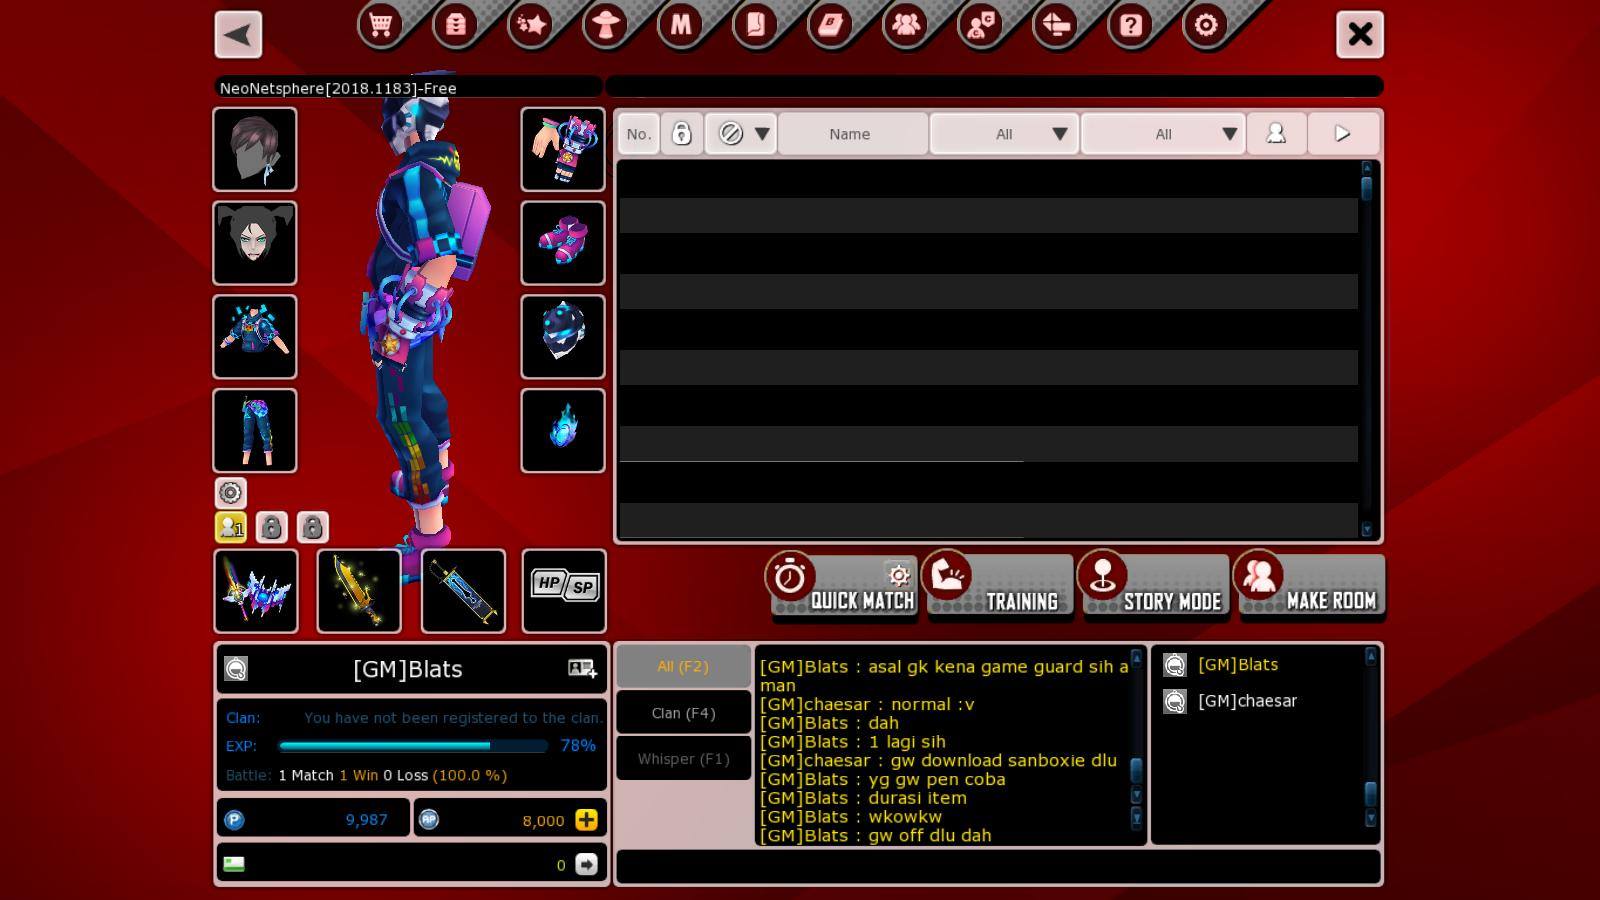 M
B
C
C
?
NeoNetsphere[2018.1183]-Free
No.
Name
All
All
1
HP/SP
QUICK MATCH
TRAINING
STORY MODE
MAKE ROOM
[GM]Blats
Clan: You have not been registered to the clan.
EXP: 78%
Battle: 1 Match 1 Win 0 Loss (100.0 %)
P 9,987
AP 8,000
0
All (F2)
Clan (F4)
Whisper (F1)
[GM]Blats : asal gk kena game guard sih a
man
[GM]chaesar : normal :v
[GM]Blats : dah
[GM]Blats : 1 lagi sih
[GM]chaesar : gw download sanboxie dlu
[GM]Blats : yg gw pen coba
[GM]Blats : durasi item
[GM]Blats : wkowkw
[GM]Blats : gw off dlu dah
[GM]Blats
[GM]chaesar